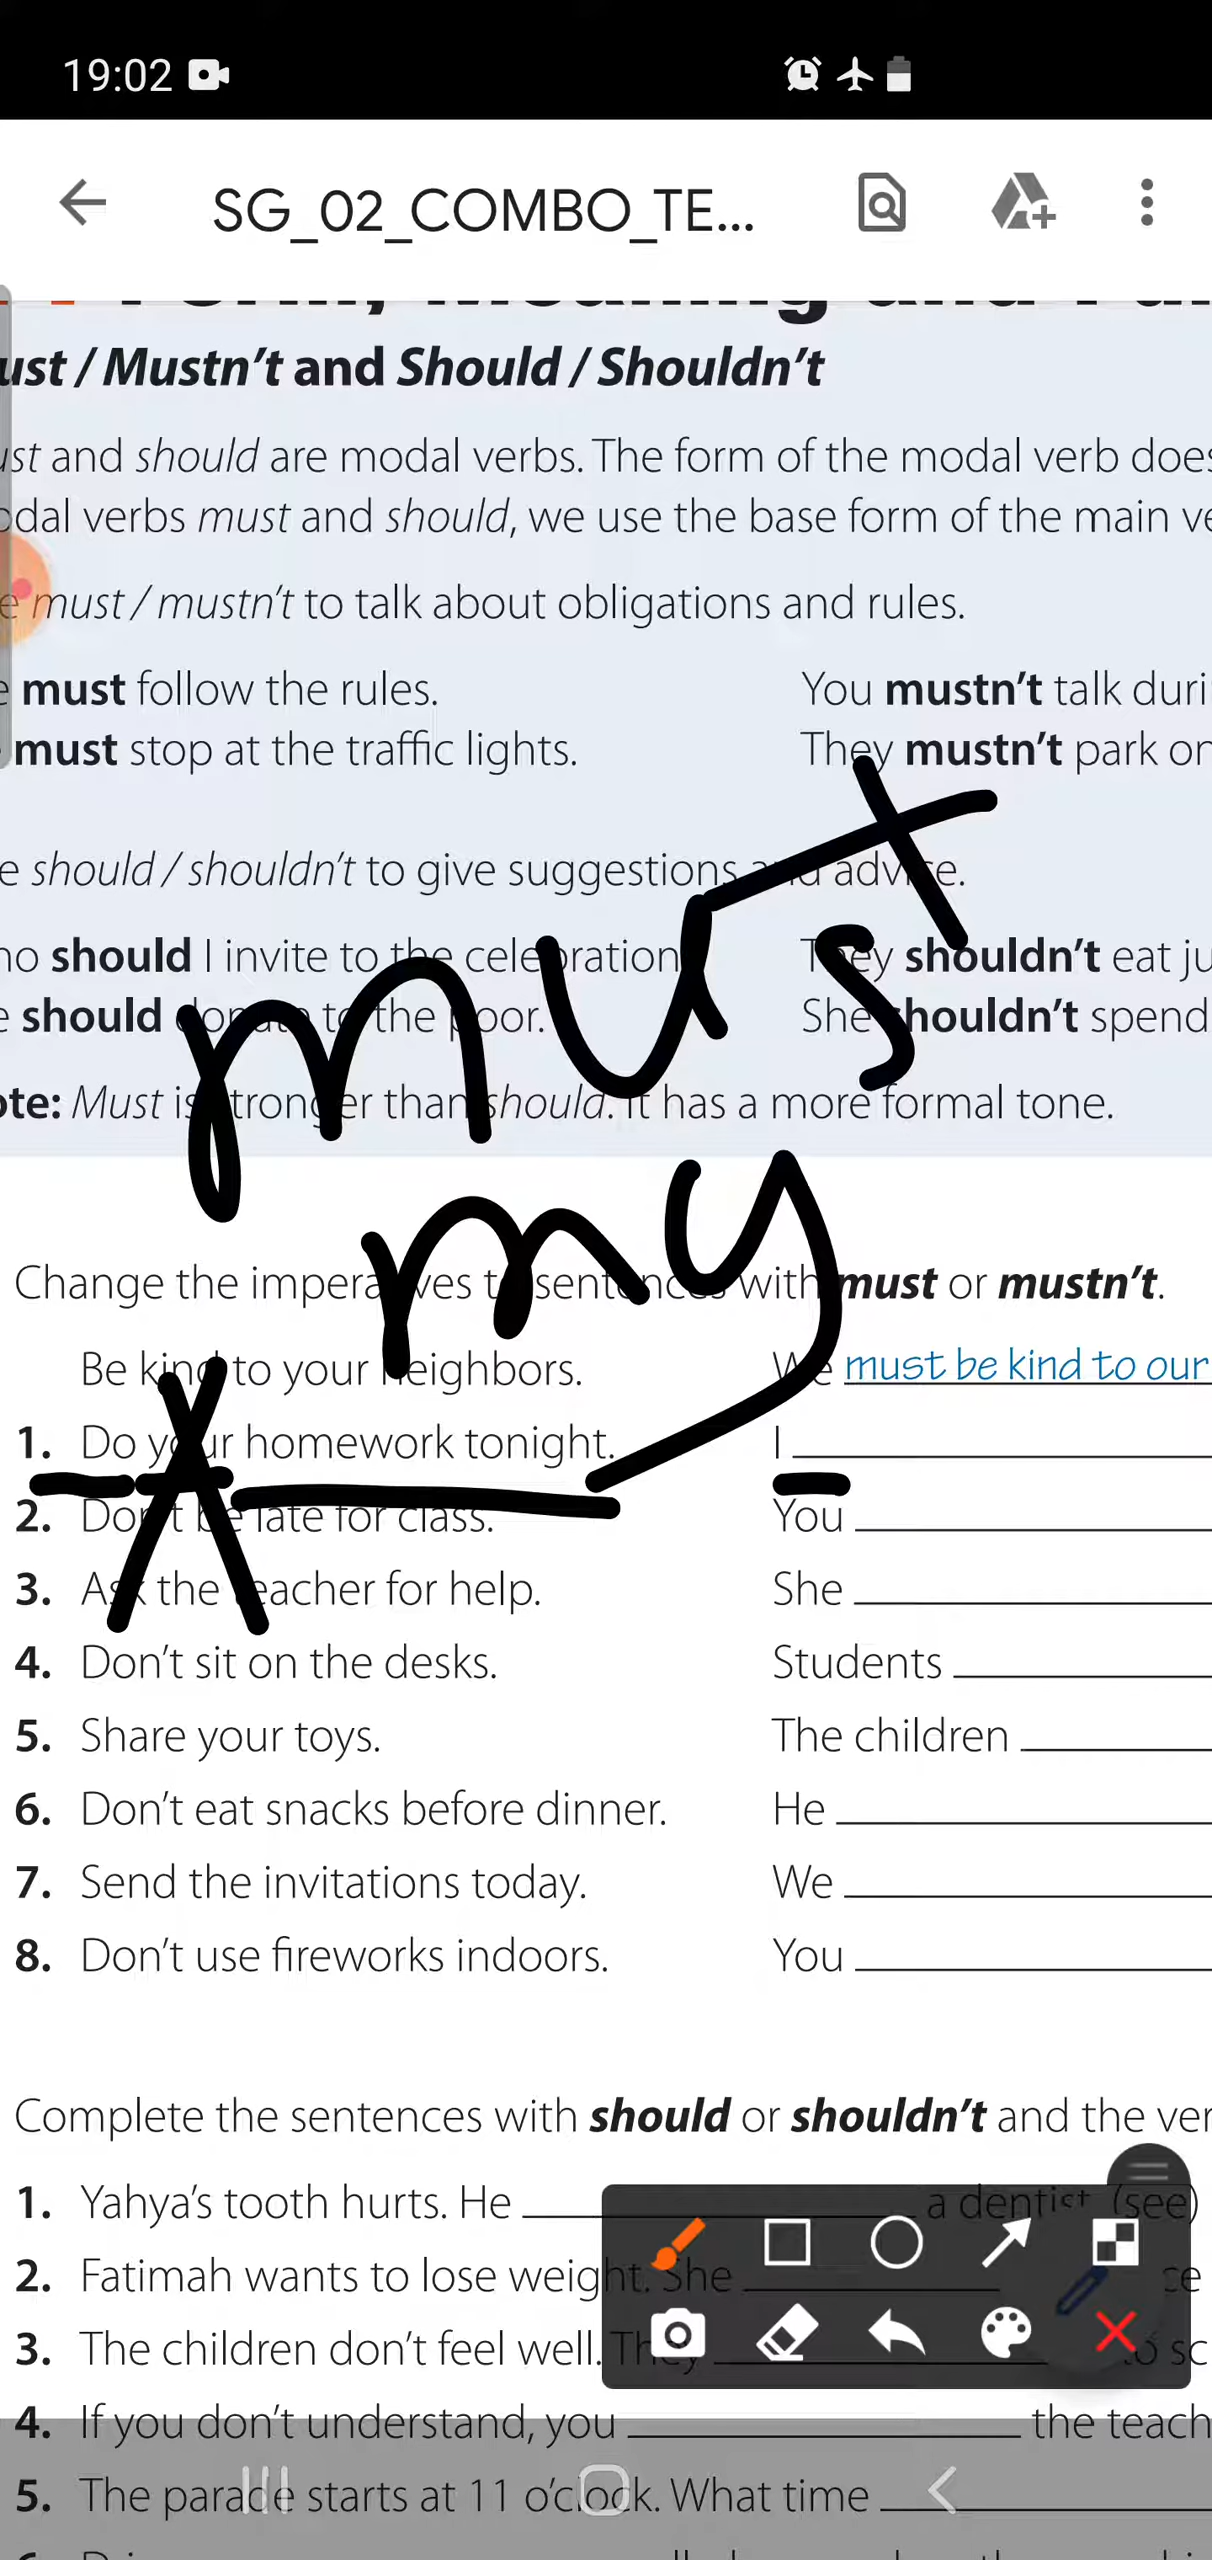 19:02
SG_02_COMBO_TE...
ust / Mustn't and Should / Shouldn't
ust and should are modal verbs. The form of the modal verb does
odal verbs must and should, we use the base form of the main ve
e must / mustn't to talk about obligations and rules.
e must follow the rules. You mustn't talk duri
must stop at the traffic lights. They mustn't park on
e should / shouldn't to give suggestions and advice.
ho should I invite to the celebration They shouldn't eat ju
e should donate to the poor. She shouldn't spend
ote: Must is stronger than should. It has a more formal tone.
must
my
Change the imperatives to sentences with must or mustn't.
Be kind to your neighbors. We must be kind to our
1. Do your homework tonight. I
2. Don't be late for class. You
3. Ask the teacher for help. She
4. Don't sit on the desks. Students
5. Share your toys. The children
6. Don't eat snacks before dinner. He
7. Send the invitations today. We
8. Don't use fireworks indoors. You
Complete the sentences with should or shouldn't and the ver
1. Yahya's tooth hurts. He a dentist. (see)
2. Fatimah wants to lose weight. She ce
3. The children don't feel well. They to sc
4. If you don't understand, you the teach
5. The parade starts at 11 o'clock. What time